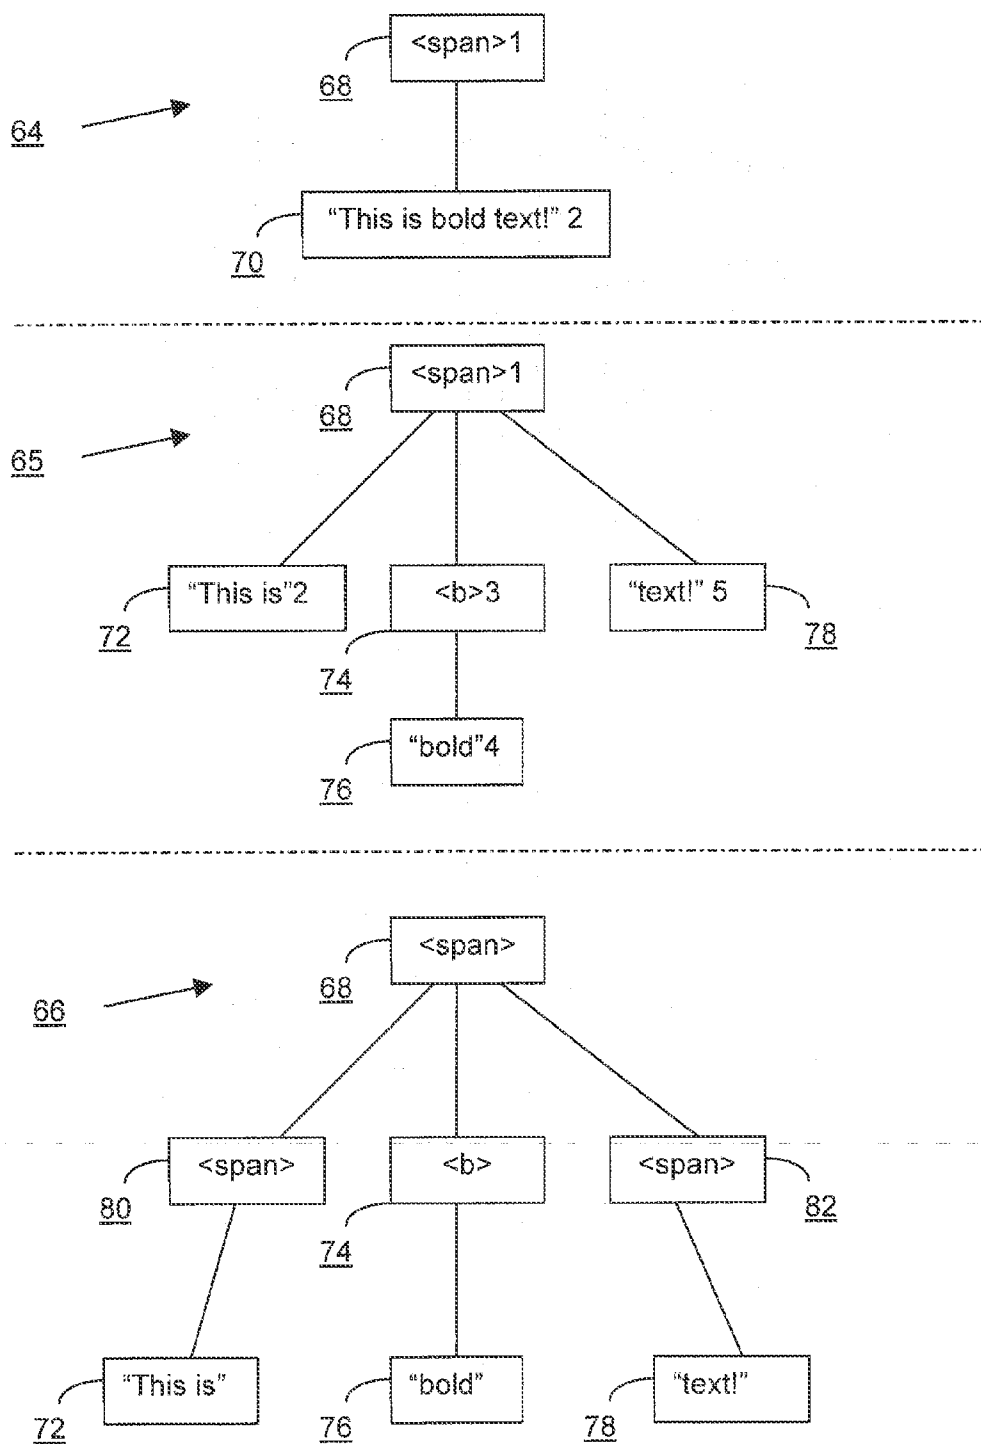 <span>1
68
64
“This is bold text!” 2
70
<span>1
68
65
“This is”2
<b>3
“text!” 5
72
74
78
“bold”4
76
<span>
68
66
<span>
<b>
<span>
80
74
82
“This is”
“bold”
“text!”
72
76
78